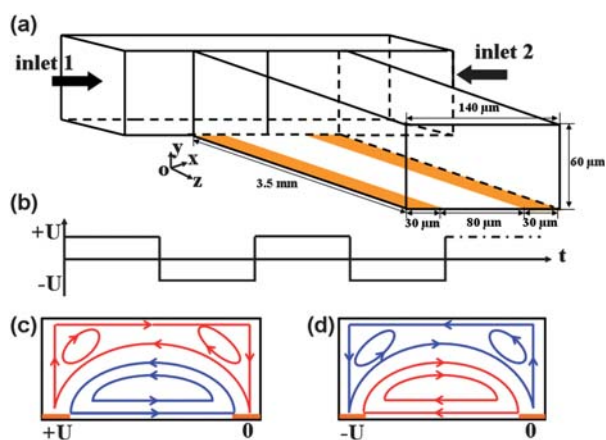 (a)
inlet 1
inlet 2
140 μm
60 μm
y
x
o
z
3.5 mm
30 μm
80 μm
30 μm
(b)
+U
-U
t
(c)
+U
0
(d)
-U
0